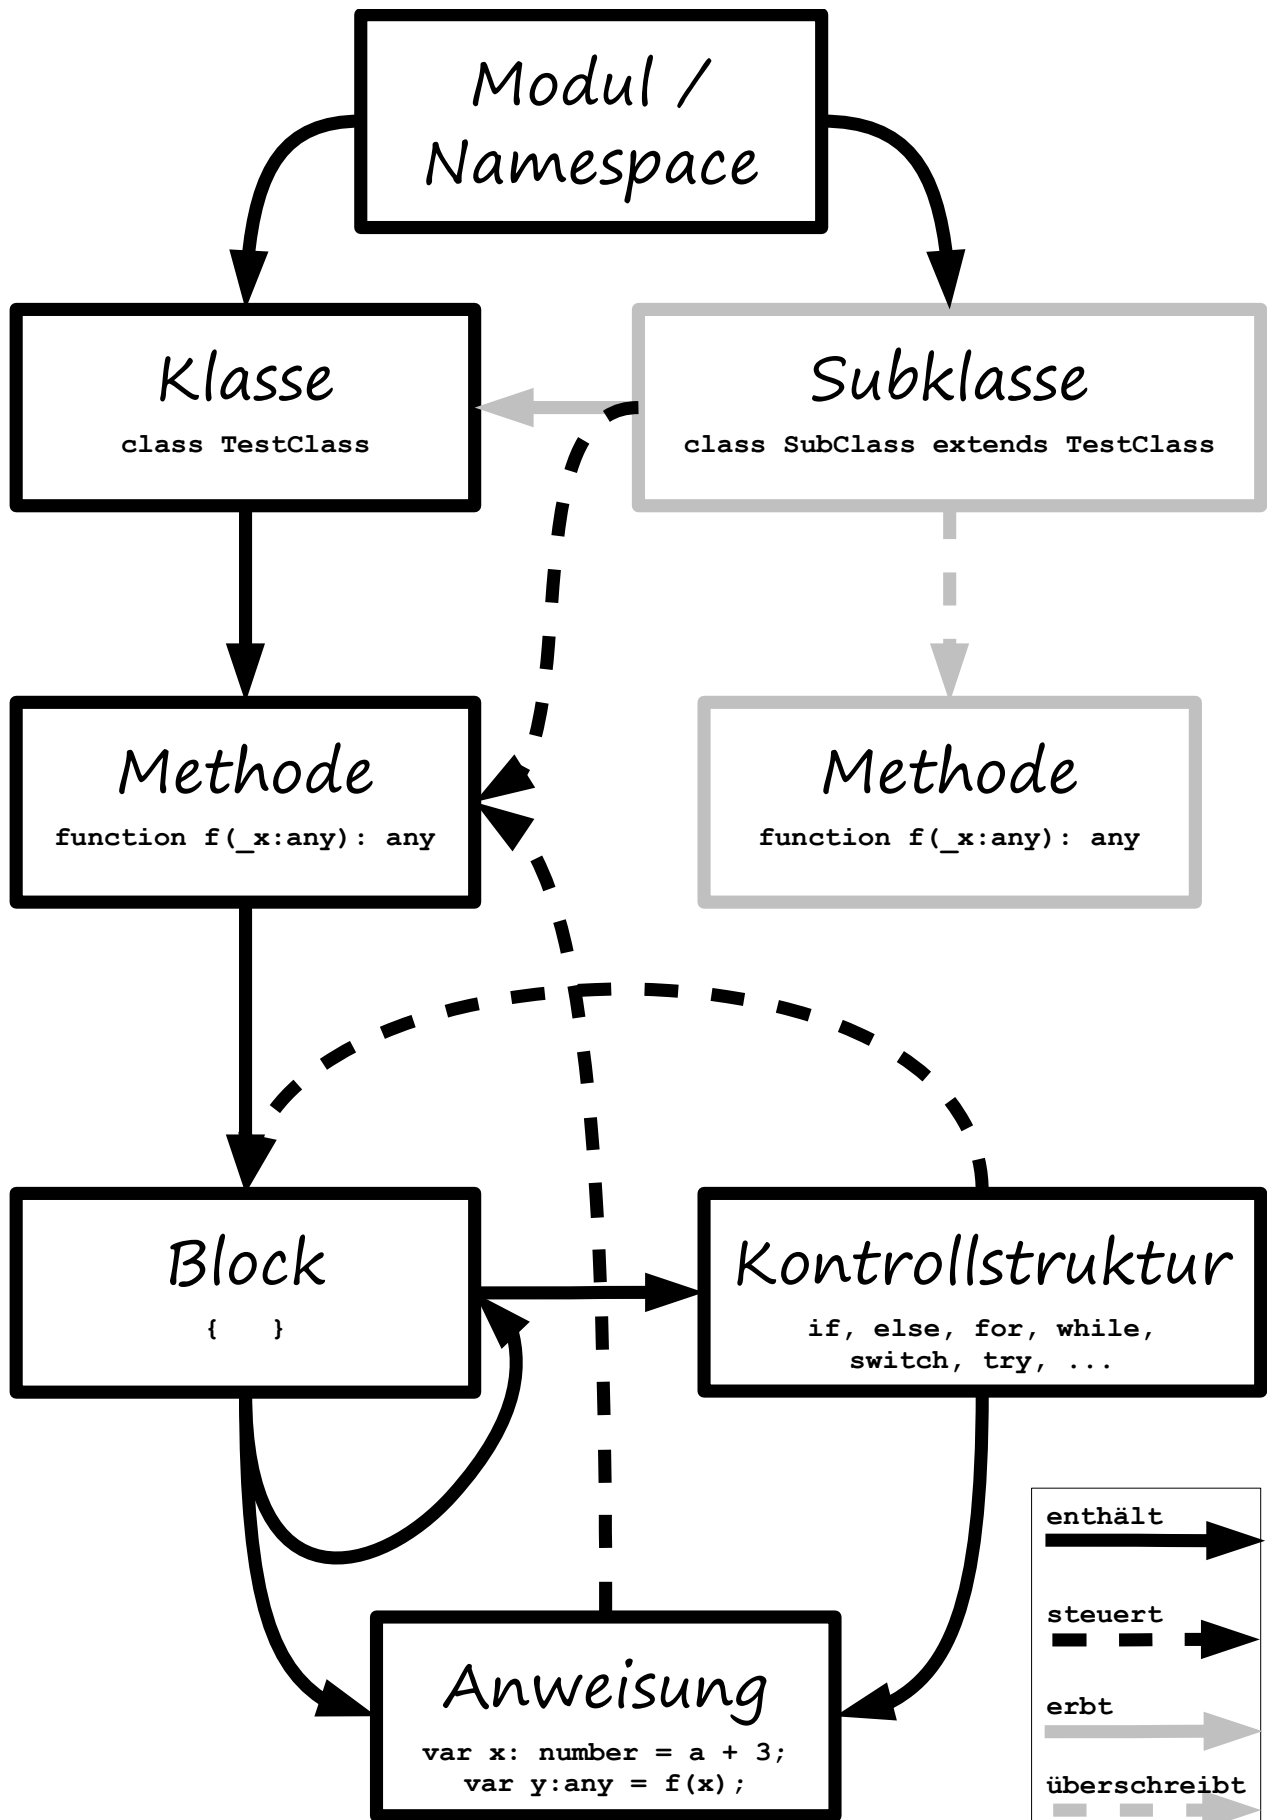 Modul /
Namespace
Klasse
class TestClass
Subklasse
class SubClass extends TestClass
Methode
function f(_x:any): any
Methode
function f(_x:any): any
Block
{   }
Kontrollstruktur
if, else, for, while,
switch, try, ...
Anweisung
var x: number = a + 3;
var y:any = f(x);
enthält
steuert
erbt
überschreibt